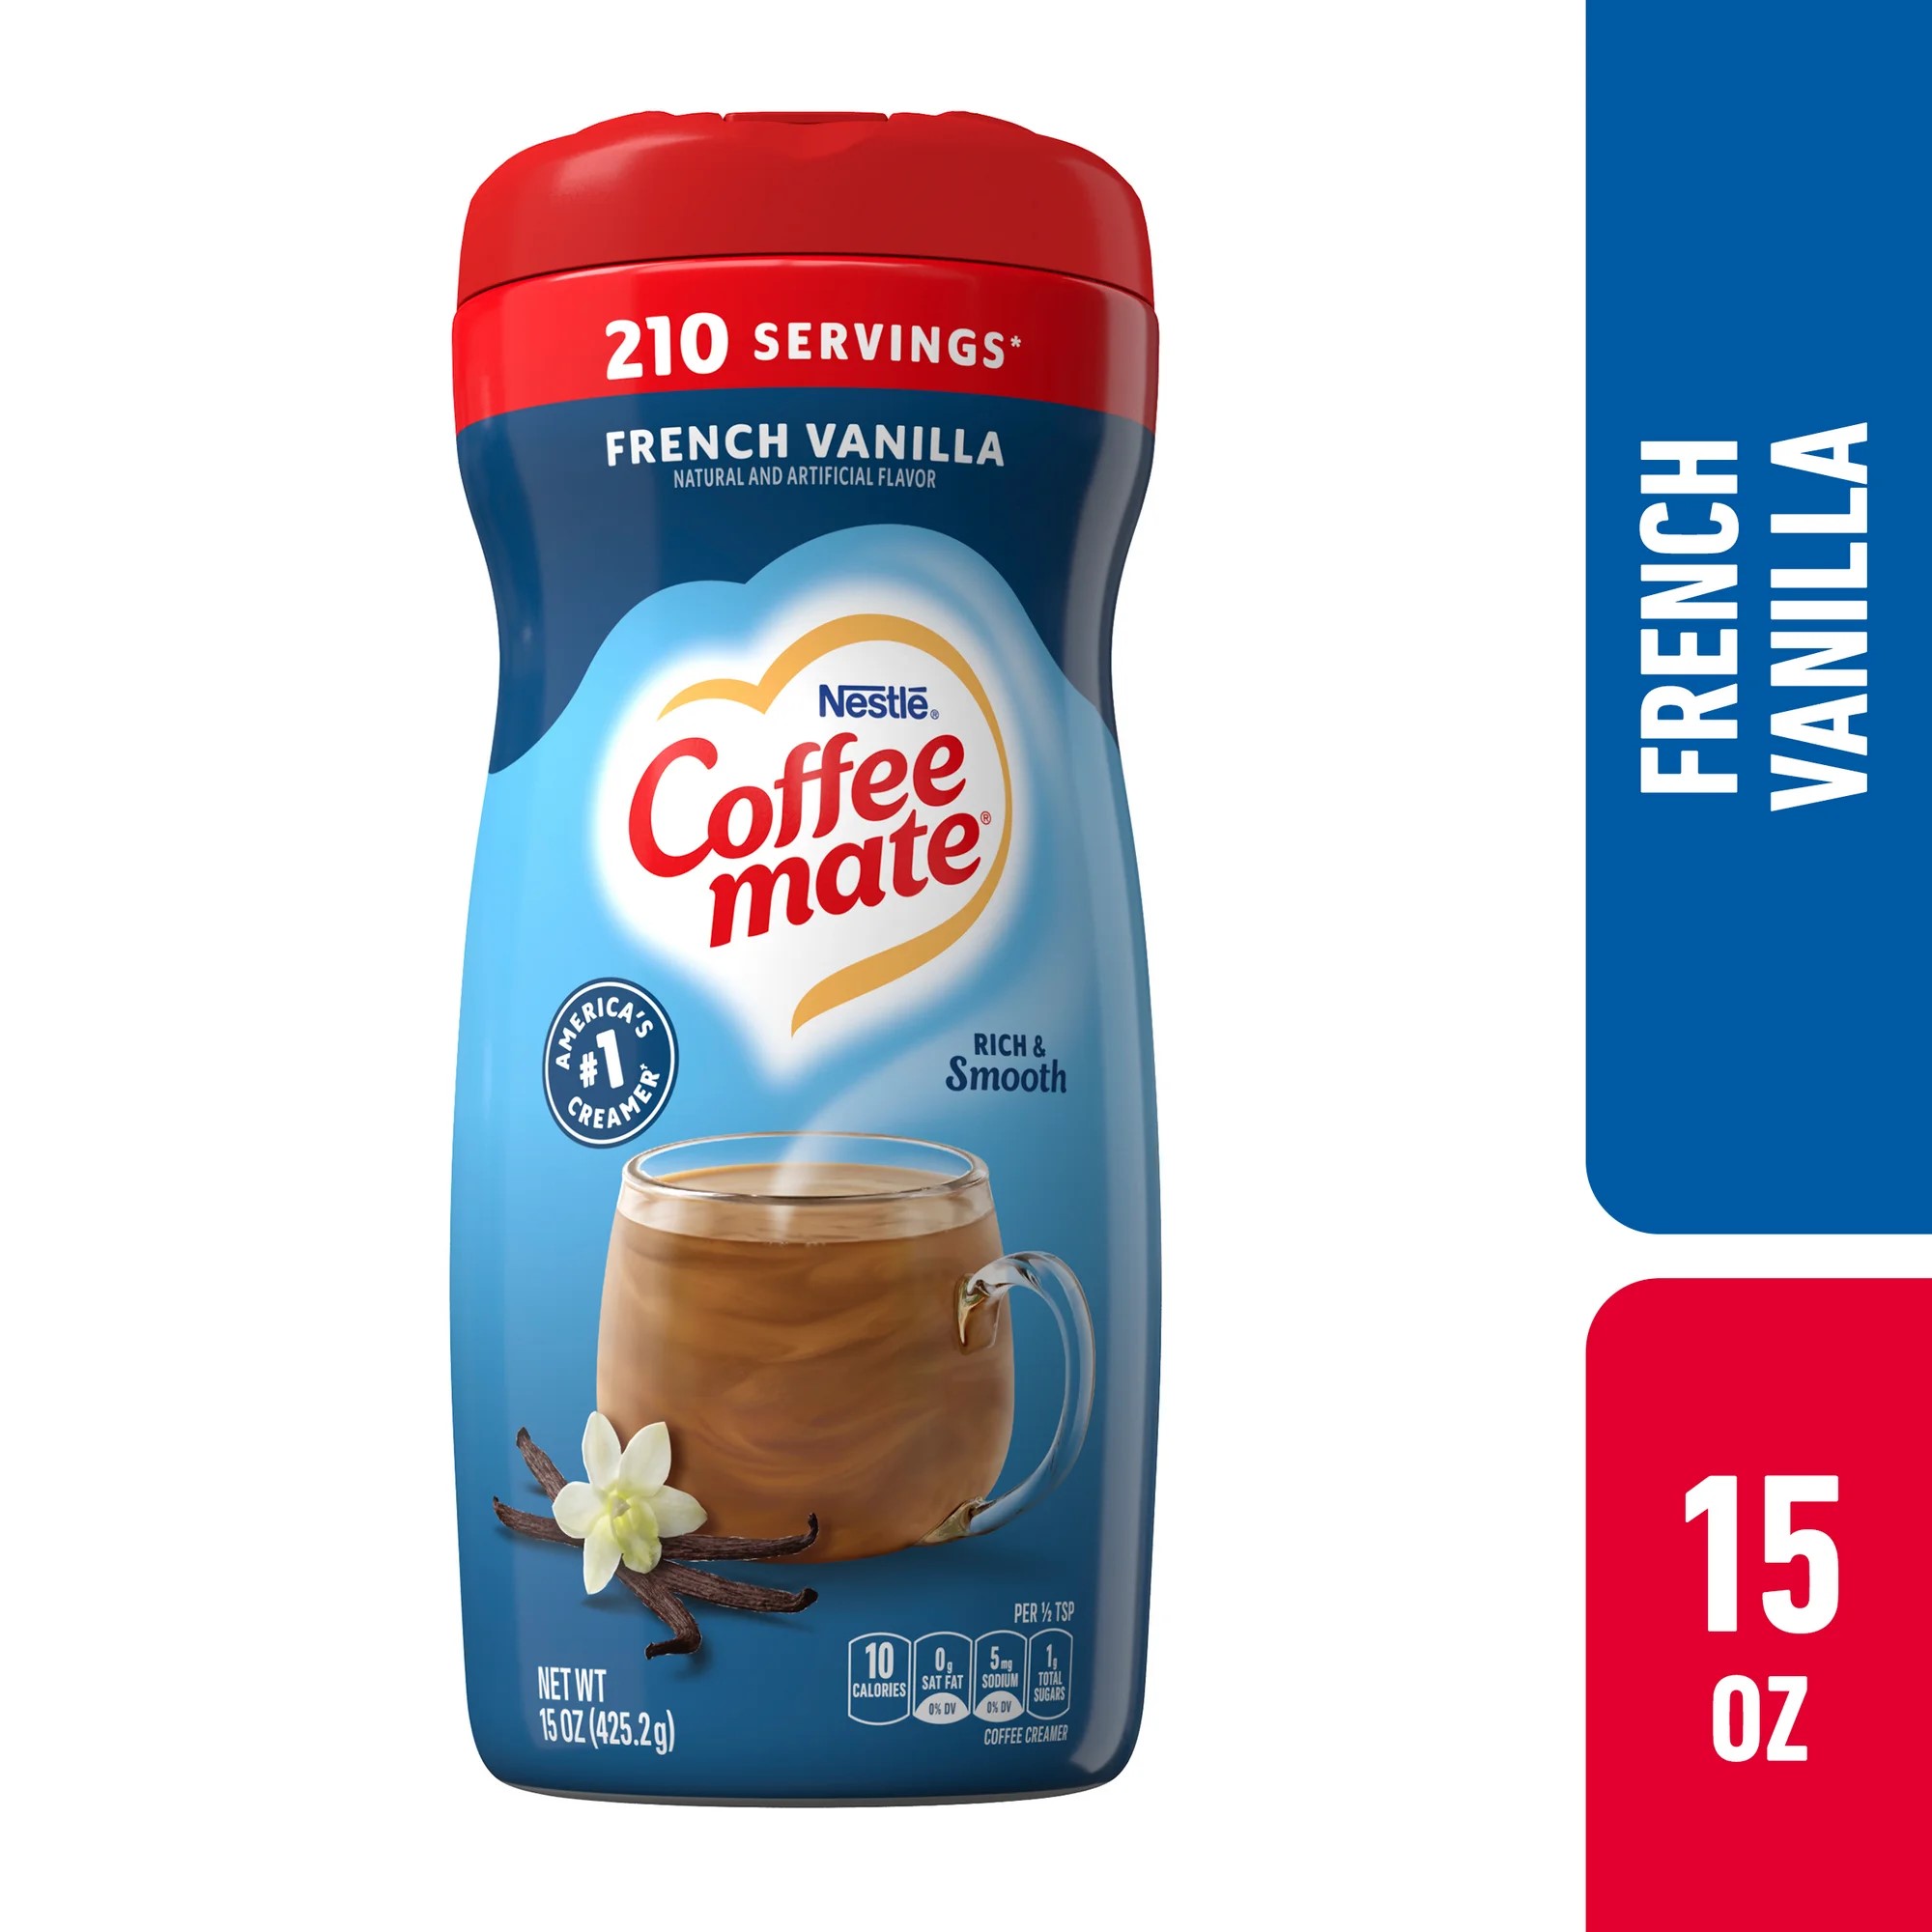 210 SERVINGS*
FRENCH VANILLA
NATURAL AND ARTIFICIAL FLAVOR
Nestlé®
Coffee
mate®
AMERICA'S
#1
CREAMER†
RICH &
Smooth
PER ½ TSP
10
CALORIES
0g
SAT FAT
0% DV
5mg
SODIUM
0% DV
1g
TOTAL
SUGARS
COFFEE CREAMER
NET WT
15 OZ (425.2g)
FRENCH
VANILLA
15
OZ